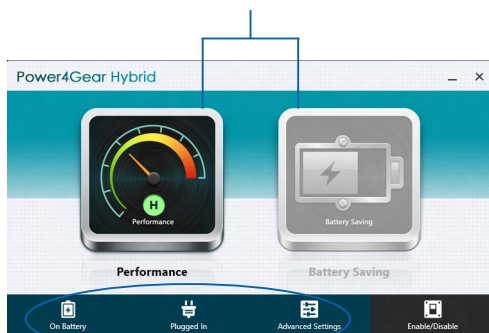 Power4Gear Hybrid
H
Performance
Battery Saving
Performance
Battery Saving
On Battery
Plugged In
Advanced Settings
Enable/Disable